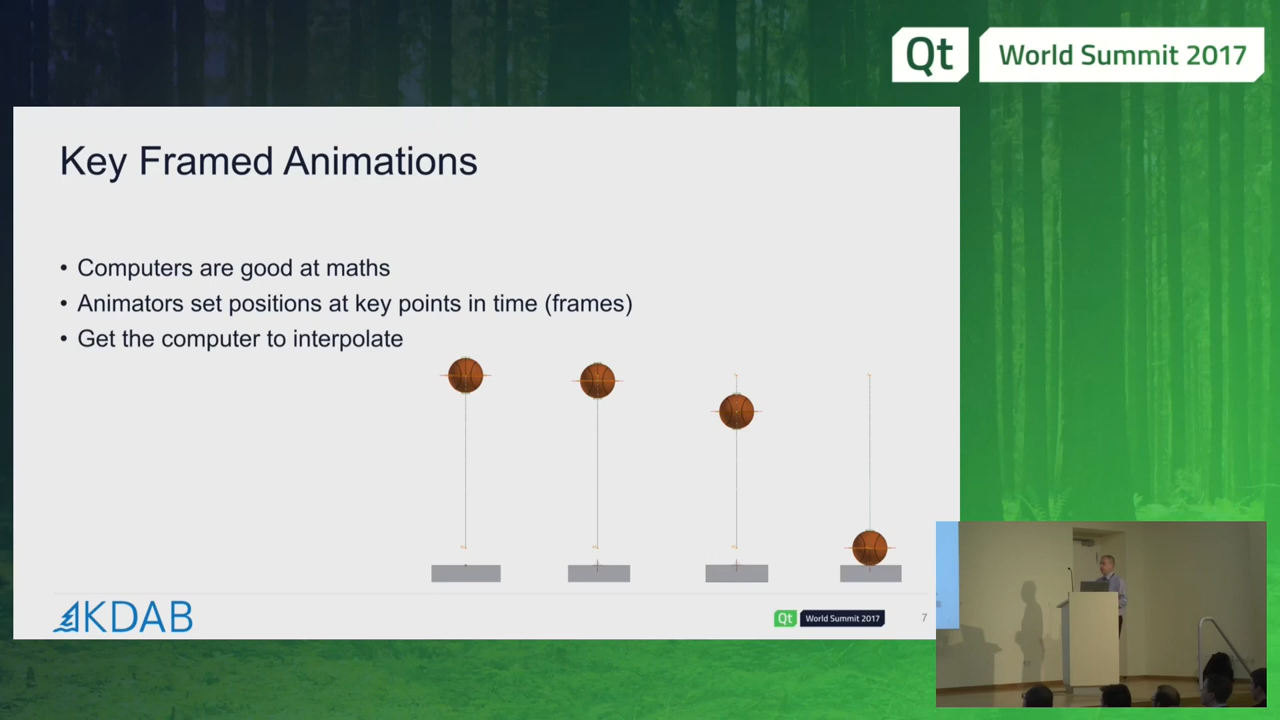 Qt World Summit 2017
Key Framed Animations
• Computers are good at maths
• Animators set positions at key points in time (frames)
• Get the computer to interpolate
KDAB
Qt World Summit 2017
7